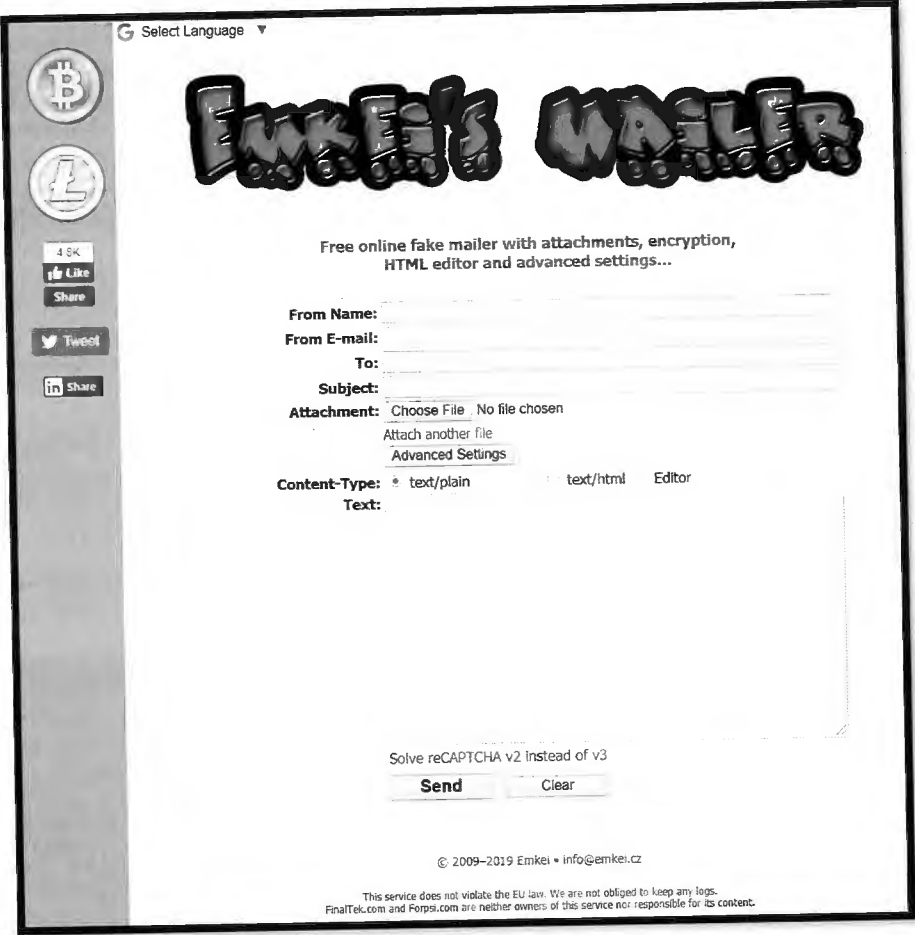 Select Language ▼
EMKEI'S MAILER
4.8K
Like
Share
Tweet
in Share
Free online fake mailer with attachments, encryption,
HTML editor and advanced settings...
From Name:
From E-mail:
To:
Subject:
Attachment: Choose File No file chosen
Attach another file
Advanced Settings
Content-Type: text/plain text/html Editor
Text:
Solve reCAPTCHA v2 instead of v3
Send Clear
© 2009–2019 Emkei • info@emkei.cz
This service does not violate the EU law. We are not obliged to keep any logs.
FinalTek.com and Forpsi.com are neither owners of this service nor responsible for its content.